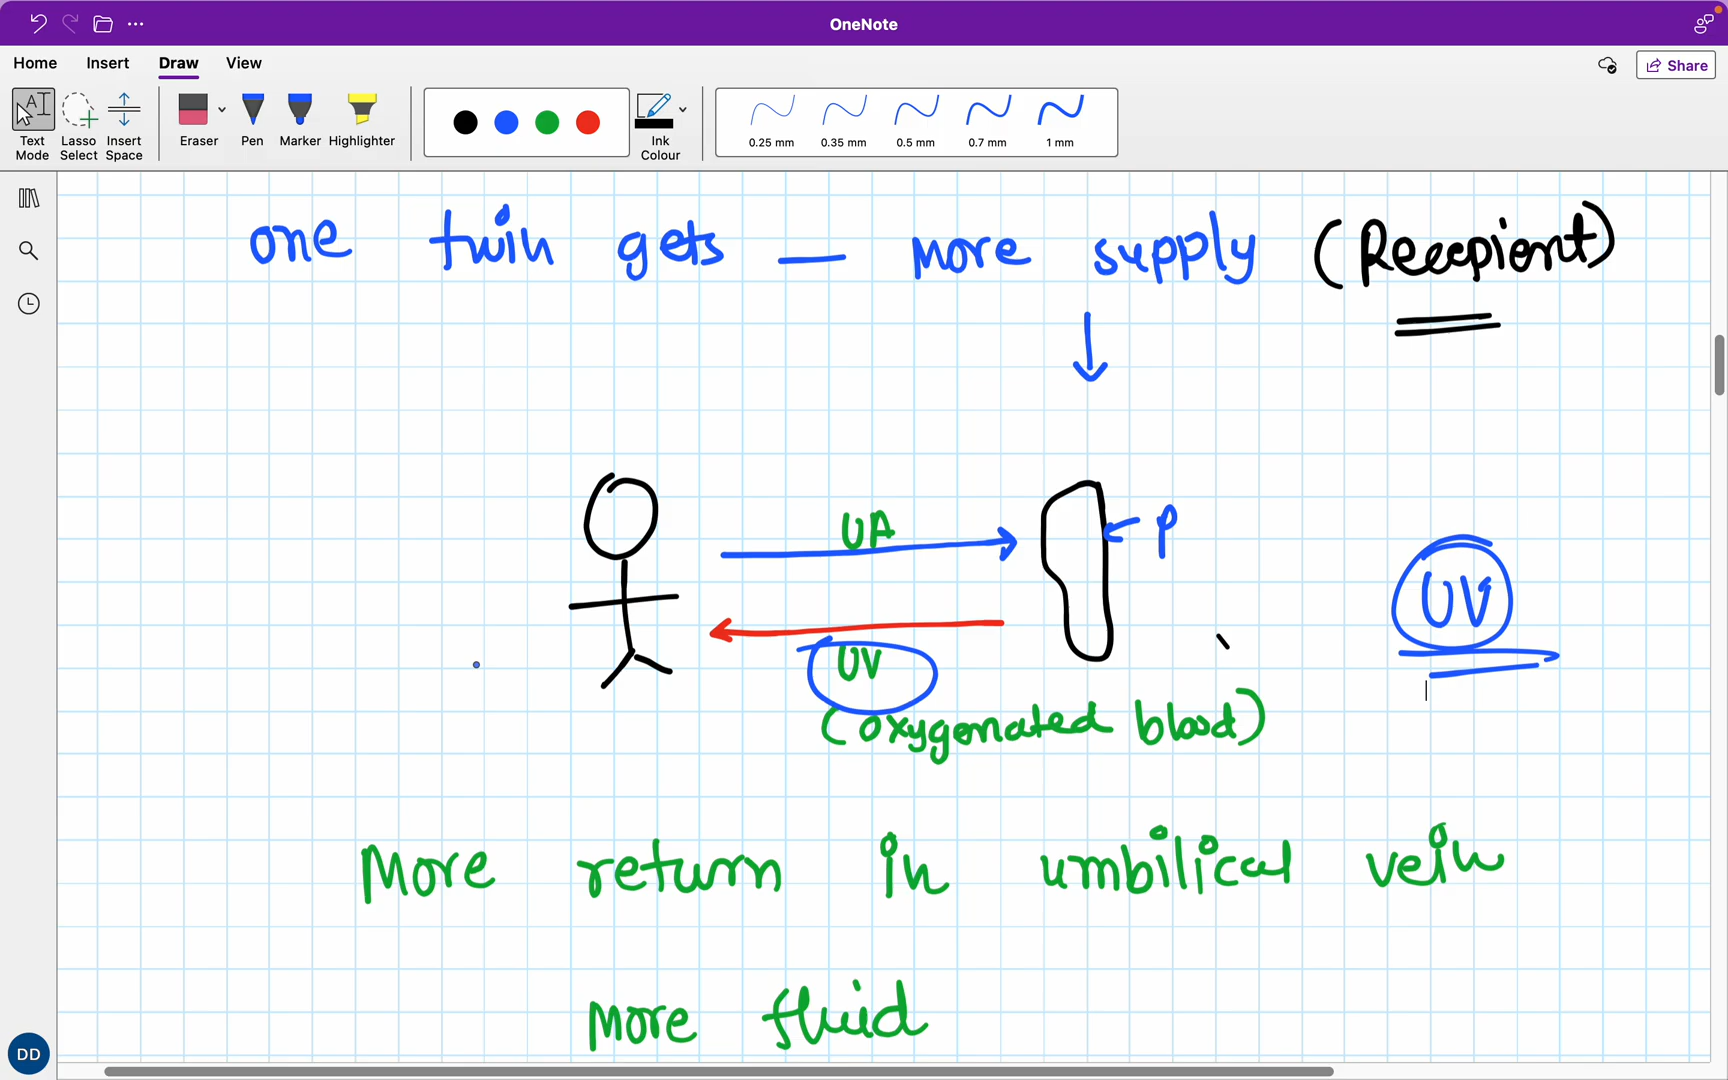 OneNote
Home Insert Draw View Share
Text Mode Lasso Select Insert Space Eraser Pen Marker Highlighter Ink Colour 0.25 mm 0.35 mm 0.5 mm 0.7 mm 1 mm
one twin gets — more supply (Recepient)
UA
P
UV
UV
(oxygenated blood)
More return in umbilical vein
More fluid
DD